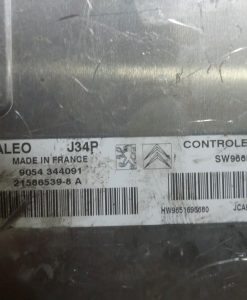 ALEO J34P
MADE IN FRANCE
9054 344091
21586539-8 A
CONTROLE
SW966
HW9651696680
JCAE